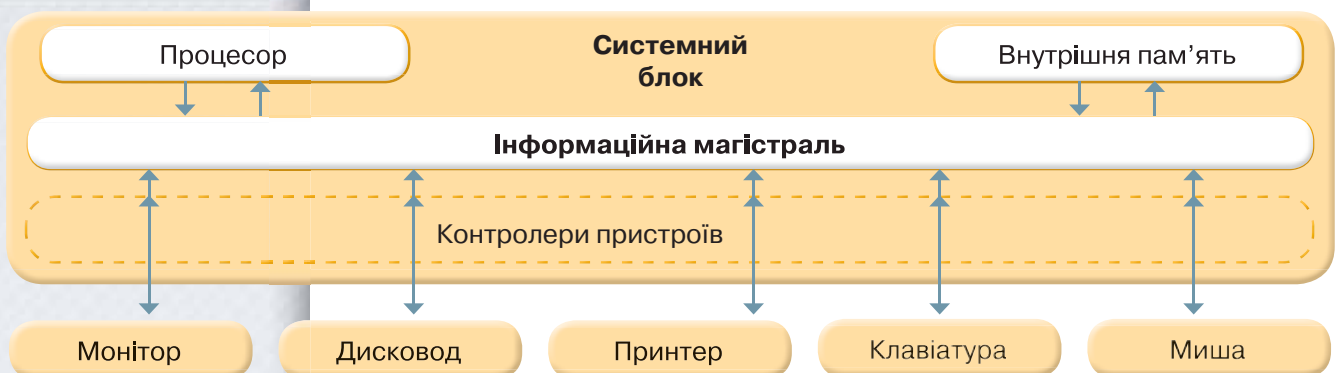 Процесор
Системний
блок
Внутрішня пам’ять
Інформаційна магістраль
Контролери пристроїв
Монітор
Дисковод
Принтер
Клавіатура
Миша